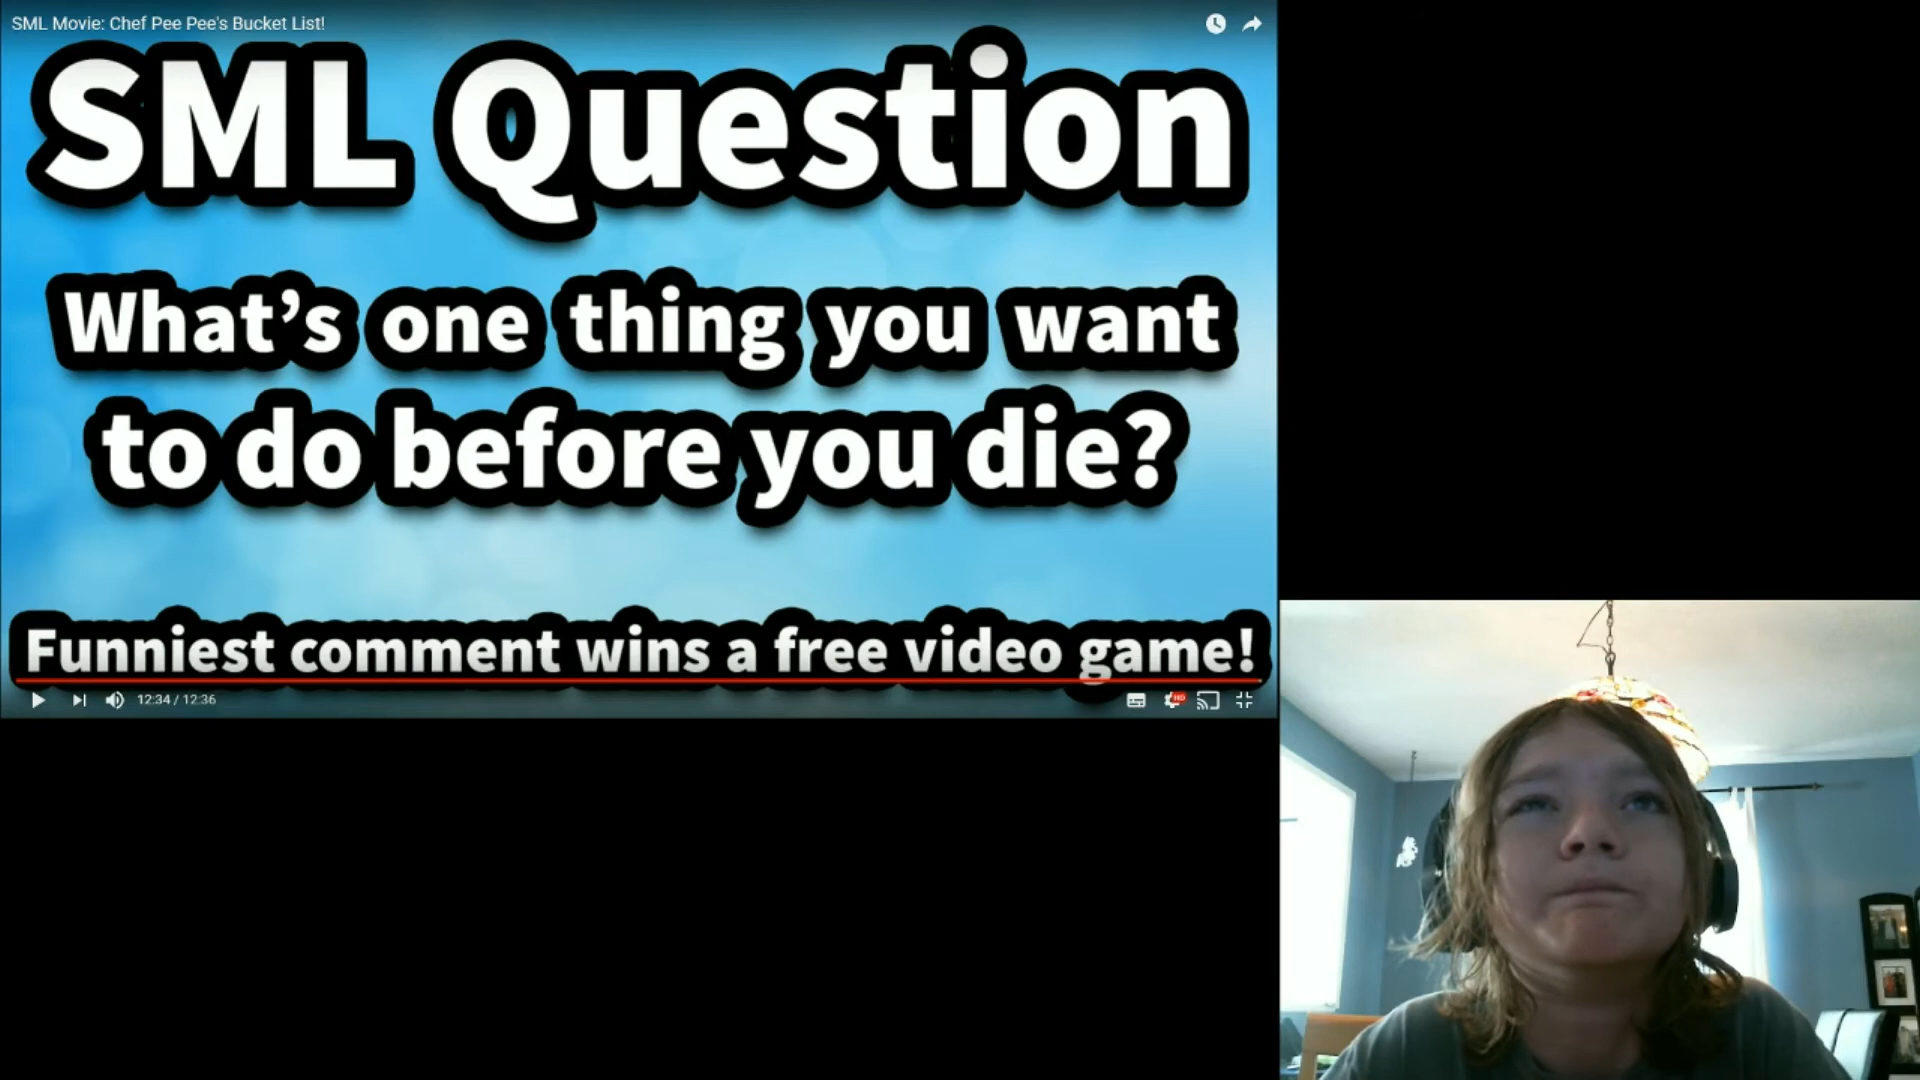 SML Movie: Chef Pee Pee's Bucket List!
SML Question
What's one thing you want
to do before you die?
Funniest comment wins a free video game!
12:34 / 12:36
HD